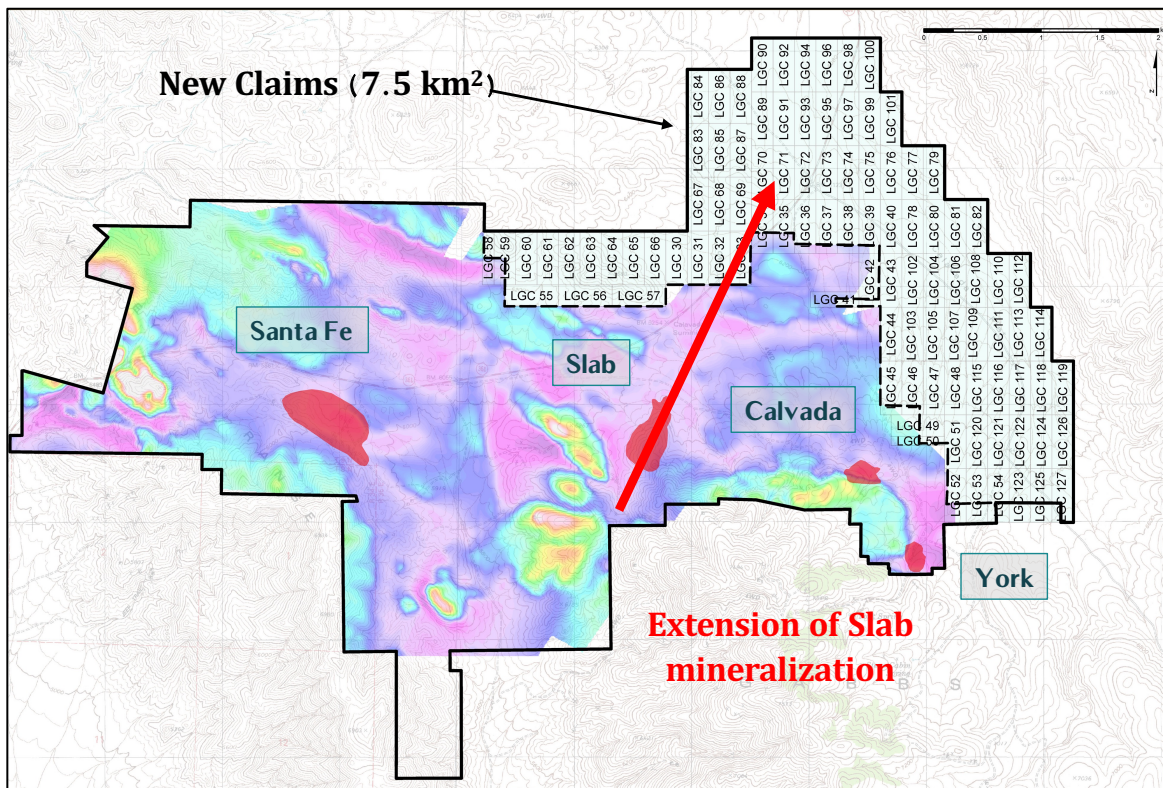 New Claims (7.5 km²)
0 0.5 1 1.5 2
LGC 84 LGC 86 LGC 88 LGC 90 LGC 92 LGC 94 LGC 96 LGC 98 LGC 100
LGC 83 LGC 85 LGC 87 LGC 89 LGC 91 LGC 93 LGC 95 LGC 97 LGC 99 LGC 101
LGC 67 LGC 68 LGC 69 LGC 70 LGC 71 LGC 72 LGC 73 LGC 74 LGC 75 LGC 76 LGC 77 LGC 79
LGC 59 LGC 60 LGC 61 LGC 62 LGC 63 LGC 64 LGC 65 LGC 66 LGC 30 LGC 31 LGC 32 LGC 35 LGC 36 LGC 37 LGC 38 LGC 39 LGC 40 LGC 78 LGC 80 LGC 81 LGC 82
LGC 55 LGC 56 LGC 57
LGC 41 LGC 42 LGC 43 LGC 102 LGC 104 LGC 106 LGC 108 LGC 110 LGC 112
Santa Fe
Slab
LGC 44 LGC 103 LGC 105 LGC 107 LGC 109 LGC 111 LGC 113 LGC 114
Calvada
LGC 45 LGC 46 LGC 47 LGC 48 LGC 115 LGC 116 LGC 117 LGC 118 LGC 119
LGC 49
LGC 50
LGC 51 LGC 120 LGC 121 LGC 122 LGC 124 LGC 126
LGC 52 LGC 53 LGC 54 LGC 123 LGC 125 LGC 127
York
Extension of Slab
mineralization
B B S
11
12